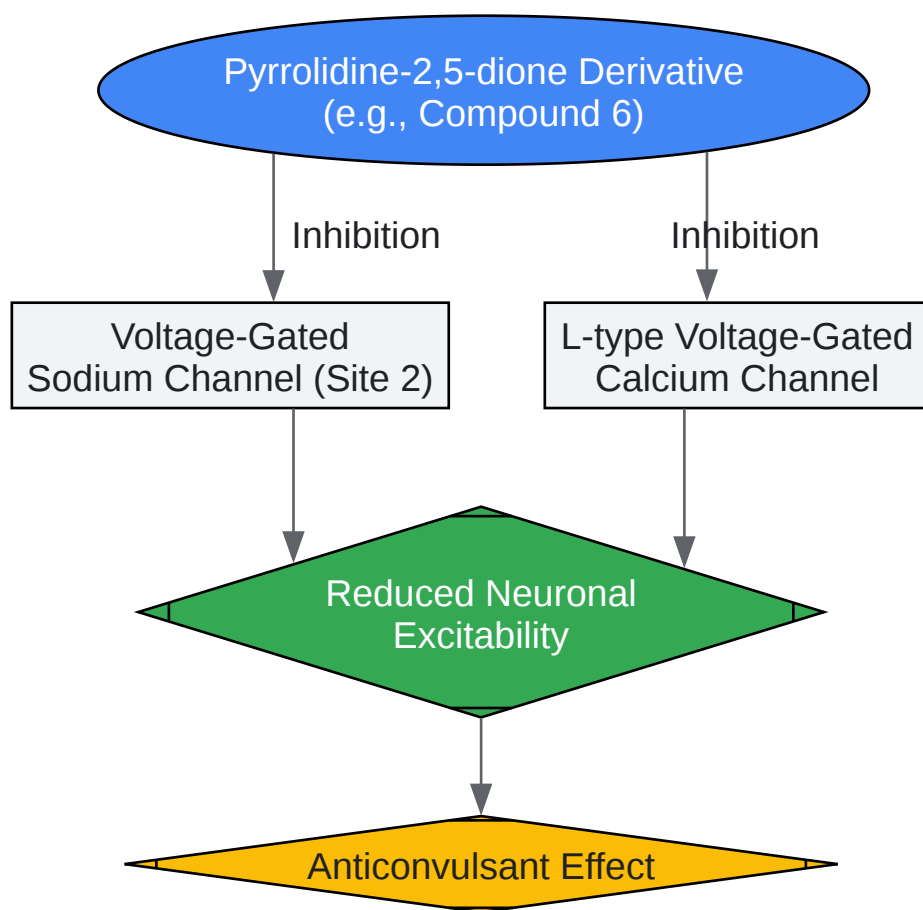 Pyrrolidine-2,5-dione Derivative
(e.g., Compound 6)
Inhibition
Inhibition
Voltage-Gated
Sodium Channel (Site 2)
L-type Voltage-Gated
Calcium Channel
Reduced Neuronal
Excitability
Anticonvulsant Effect